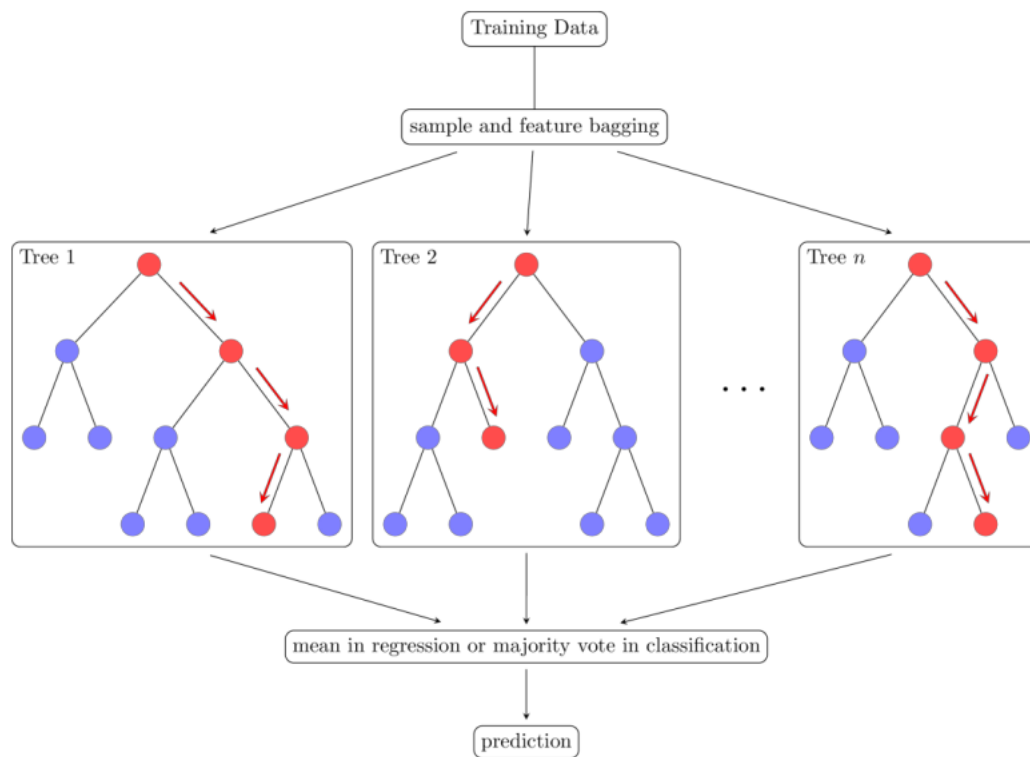 Training Data
sample and feature bagging
Tree 1
Tree 2
Tree n
...
mean in regression or majority vote in classification
prediction